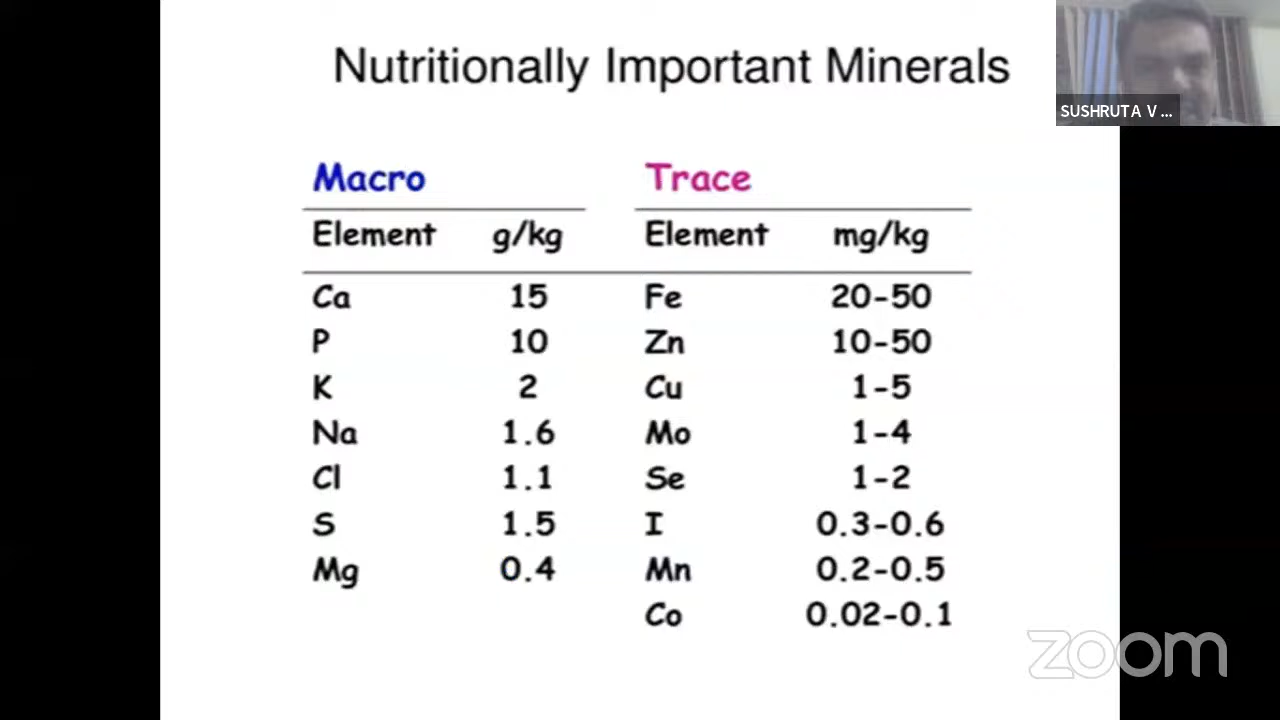 Nutritionally Important Minerals
SUSHRUTA V ...
Macro Trace
Element g/kg Element mg/kg
Ca 15 Fe 20-50
P 10 Zn 10-50
K 2 Cu 1-5
Na 1.6 Mo 1-4
Cl 1.1 Se 1-2
S 1.5 I 0.3-0.6
Mg 0.4 Mn 0.2-0.5
Co 0.02-0.1
zoom